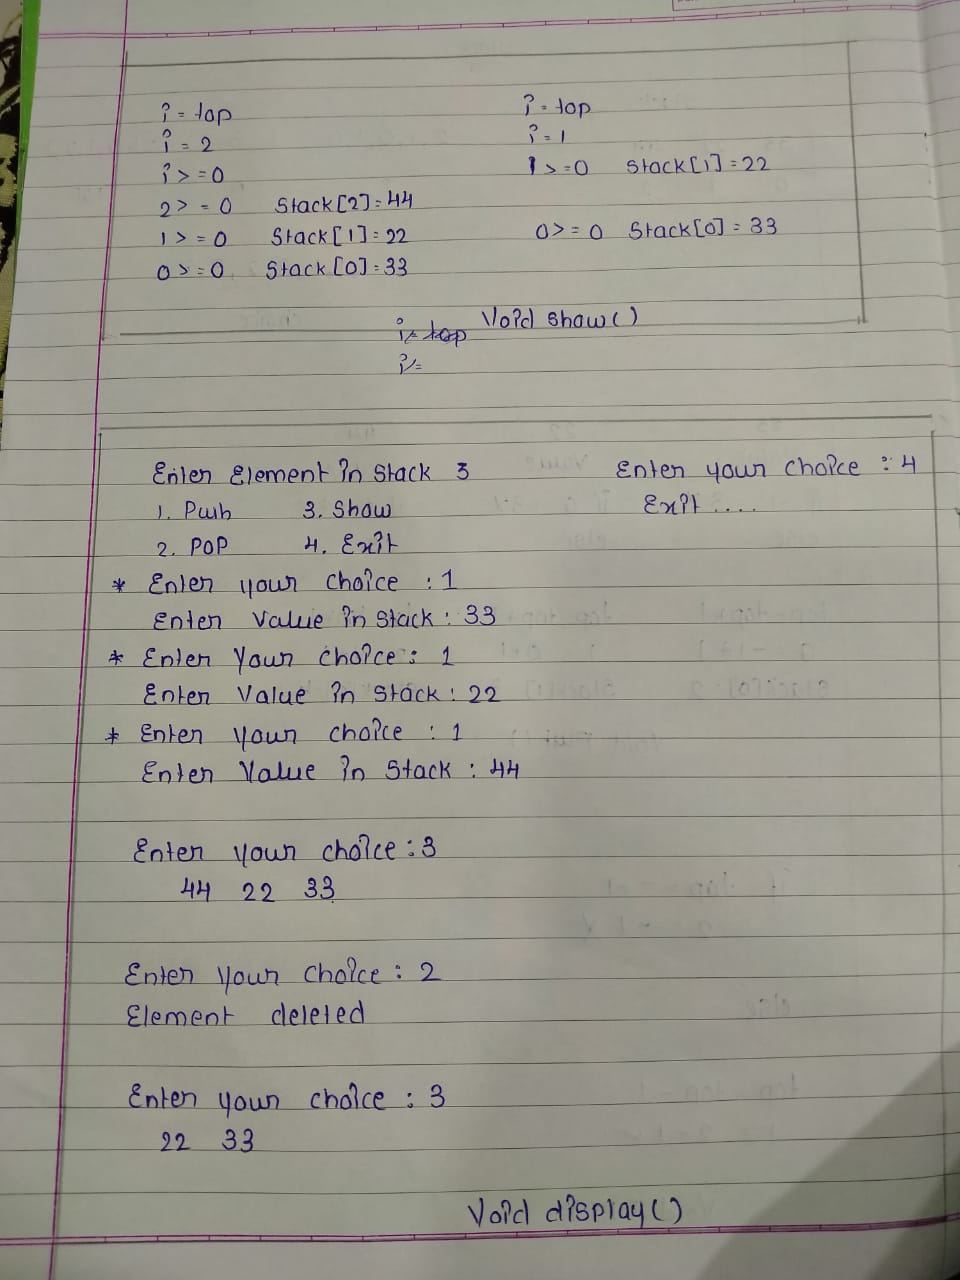 i = top
i = 2
i >= 0
2 >= 0 Stack[2] = 44
1 >= 0 Stack[1] = 22
0 >= 0 Stack[0] = 33
i = top
i = 1
1 >= 0 Stack[1] = 22
0 >= 0 Stack[0] = 33
i = top Void show()
i =
Enter Element in Stack 3
1. Push 3. Show
2. POP 4. Exit
* Enter your choice : 1
Enter Value in Stack : 33
* Enter Your choice : 1
Enter Value in Stack : 22
* Enter Your choice : 1
Enter Value in Stack : 44
Enter your choice : 3
44 22 33
Enter Your Choice : 2
Element deleted
Enter your choice : 3
22 33
Enter your choice : 4
Exit ....
Void display()